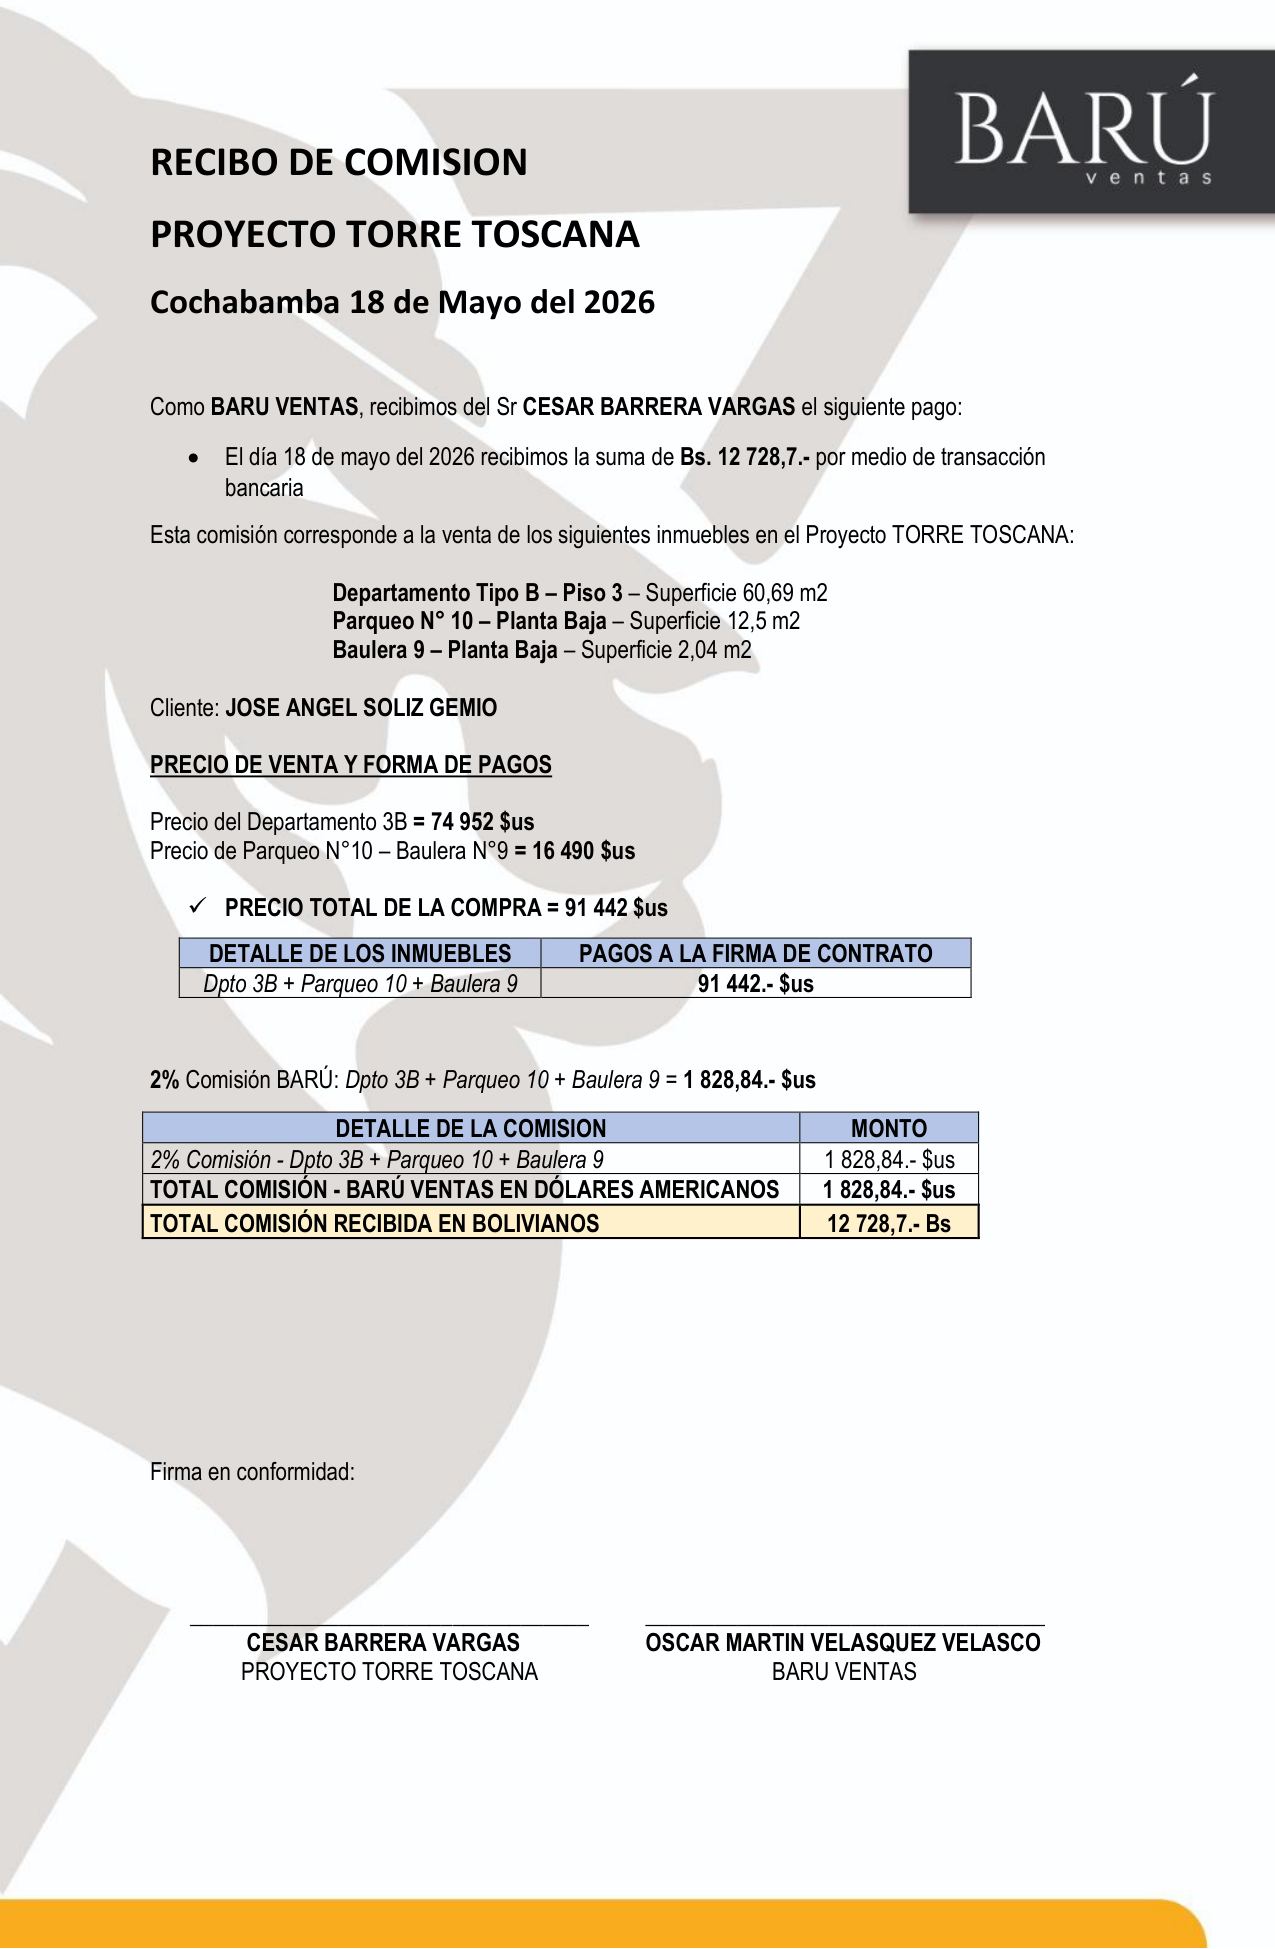 BARÚ
ventas
RECIBO DE COMISION
PROYECTO TORRE TOSCANA
Cochabamba 18 de Mayo del 2026
Como BARU VENTAS, recibimos del Sr CESAR BARRERA VARGAS el siguiente pago:
• El día 18 de mayo del 2026 recibimos la suma de Bs. 12 728,7.- por medio de transacción
bancaria
Esta comisión corresponde a la venta de los siguientes inmuebles en el Proyecto TORRE TOSCANA:
Departamento Tipo B – Piso 3 – Superficie 60,69 m2
Parqueo N° 10 – Planta Baja – Superficie 12,5 m2
Baulera 9 – Planta Baja – Superficie 2,04 m2
Cliente: JOSE ANGEL SOLIZ GEMIO
PRECIO DE VENTA Y FORMA DE PAGOS
Precio del Departamento 3B = 74 952 $us
Precio de Parqueo N°10 – Baulera N°9 = 16 490 $us
✓ PRECIO TOTAL DE LA COMPRA = 91 442 $us
DETALLE DE LOS INMUEBLES PAGOS A LA FIRMA DE CONTRATO
Dpto 3B + Parqueo 10 + Baulera 9 91 442.- $us
2% Comisión BARÚ: Dpto 3B + Parqueo 10 + Baulera 9 = 1 828,84.- $us
DETALLE DE LA COMISION MONTO
2% Comisión - Dpto 3B + Parqueo 10 + Baulera 9 1 828,84.- $us
TOTAL COMISIÓN - BARÚ VENTAS EN DÓLARES AMERICANOS 1 828,84.- $us
TOTAL COMISIÓN RECIBIDA EN BOLIVIANOS 12 728,7.- Bs
Firma en conformidad:
CESAR BARRERA VARGAS OSCAR MARTIN VELASQUEZ VELASCO
PROYECTO TORRE TOSCANA BARU VENTAS